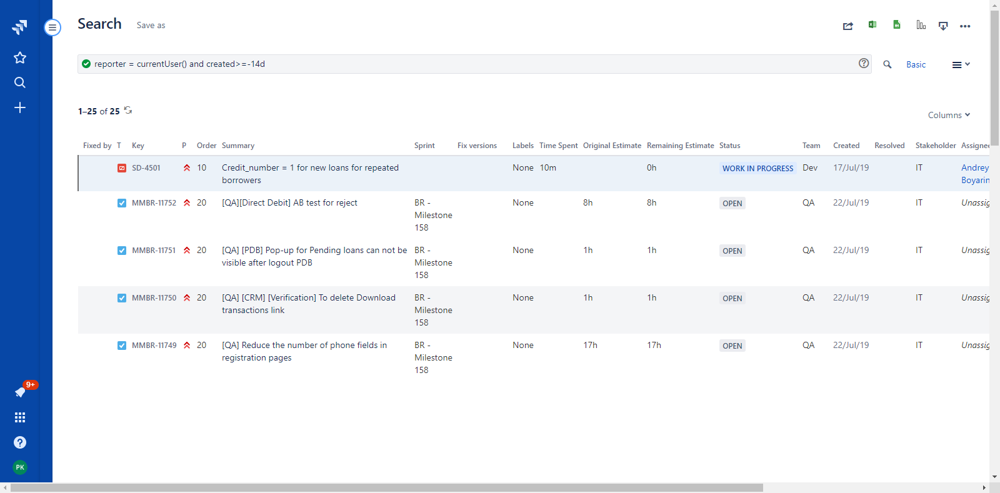 Search Save as
reporter = currentUser() and created>=-14d
Basic
1–25 of 25
Columns
Fixed by T Key P Order Summary Sprint Fix versions Labels Time Spent Original Estimate Remaining Estimate Status Team Created Resolved Stakeholder Assignee
SD-4501 10 Credit_number = 1 for new loans for repeated None 10m 0h WORK IN PROGRESS Dev 17/Jul/19 IT Andrey
borrowers Boyarin
MMBR-11752 20 [QA][Direct Debit] AB test for reject BR - None 8h 8h OPEN QA 22/Jul/19 IT Unassig
Milestone
158
MMBR-11751 20 [QA] [PDB] Pop-up for Pending loans can not be BR - None 1h 1h OPEN QA 22/Jul/19 IT Unassig
visible after logout PDB Milestone
158
MMBR-11750 20 [QA] [CRM] [Verification] To delete Download BR - None 1h 1h OPEN QA 22/Jul/19 IT Unassig
transactions link Milestone
158
MMBR-11749 20 [QA] Reduce the number of phone fields in BR - None 17h 17h OPEN QA 22/Jul/19 IT Unassig
registration pages Milestone
158
9+
PK